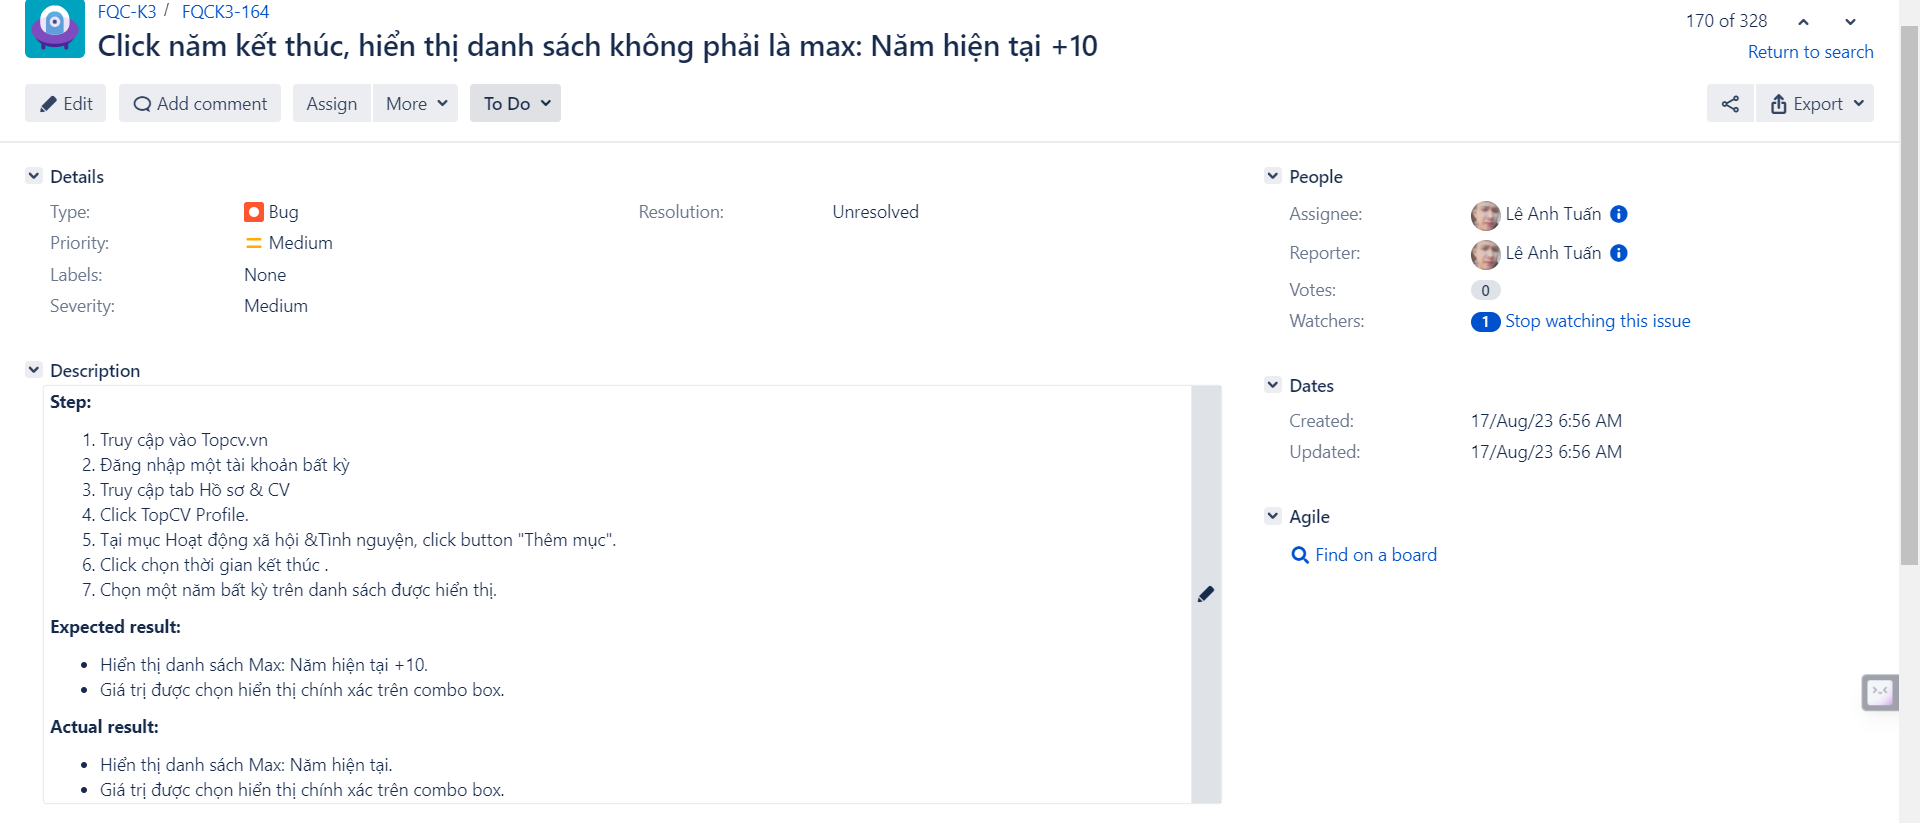 FQC-K3 / FQCK3-164
Click năm kết thúc, hiển thị danh sách không phải là max: Năm hiện tại +10
170 of 328
Return to search
Edit
Add comment
Assign
More
To Do
Export
Details
Type: Bug
Resolution: Unresolved
Priority: Medium
Labels: None
Severity: Medium
Description
Step:
1. Truy cập vào Topcv.vn
2. Đăng nhập một tài khoản bất kỳ
3. Truy cập tab Hồ sơ & CV
4. Click TopCV Profile.
5. Tại mục Hoạt động xã hội &Tình nguyện, click button "Thêm mục".
6. Click chọn thời gian kết thúc .
7. Chọn một năm bất kỳ trên danh sách được hiển thị.
Expected result:
• Hiển thị danh sách Max: Năm hiện tại +10.
• Giá trị được chọn hiển thị chính xác trên combo box.
Actual result:
• Hiển thị danh sách Max: Năm hiện tại.
• Giá trị được chọn hiển thị chính xác trên combo box.
People
Assignee: Lê Anh Tuấn
Reporter: Lê Anh Tuấn
Votes: 0
Watchers: 1 Stop watching this issue
Dates
Created: 17/Aug/23 6:56 AM
Updated: 17/Aug/23 6:56 AM
Agile
Find on a board